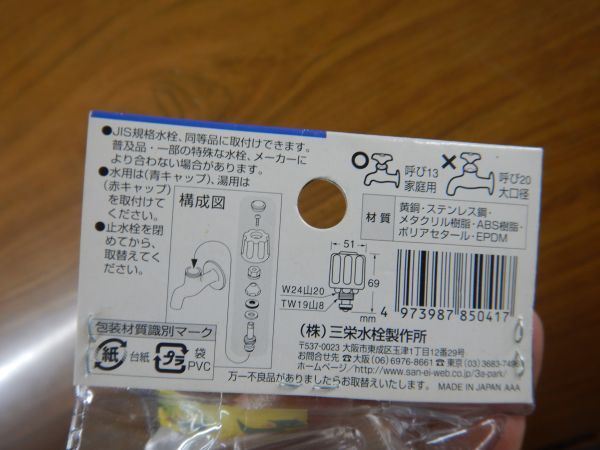 ●JIS規格水栓、同等品に取付けできます。
普及品・一部の特殊な水栓、メーカーに
より合わない場合があります。
●水用は(青キャップ)、湯用は
(赤キャップ)
を取付けて
ください。
●止水栓を閉
めてから、
取替えてく
ださい。
構成図
呼び13
家庭用
呼び20
大口径
材質
黄銅・ステンレス鋼・
メタクリル樹脂・ABS樹脂・
ポリアセタール・EPDM
51
69
W24山20
TW19山8
mm
4 973987 850417
包装材質識別マーク
紙 台紙
プラ 袋
PVC
(株)三栄水栓製作所
〒537-0023 大阪市東成区玉津1丁目12番29号
お問合せ先 ☎大阪(06)6976-8661 ☎東京(03)3683-749
ホームページ/http://www.san-ei-web.co.jp/3a-park/
万一不良品がありましたらお取替えいたします。
MADE IN JAPAN AAA